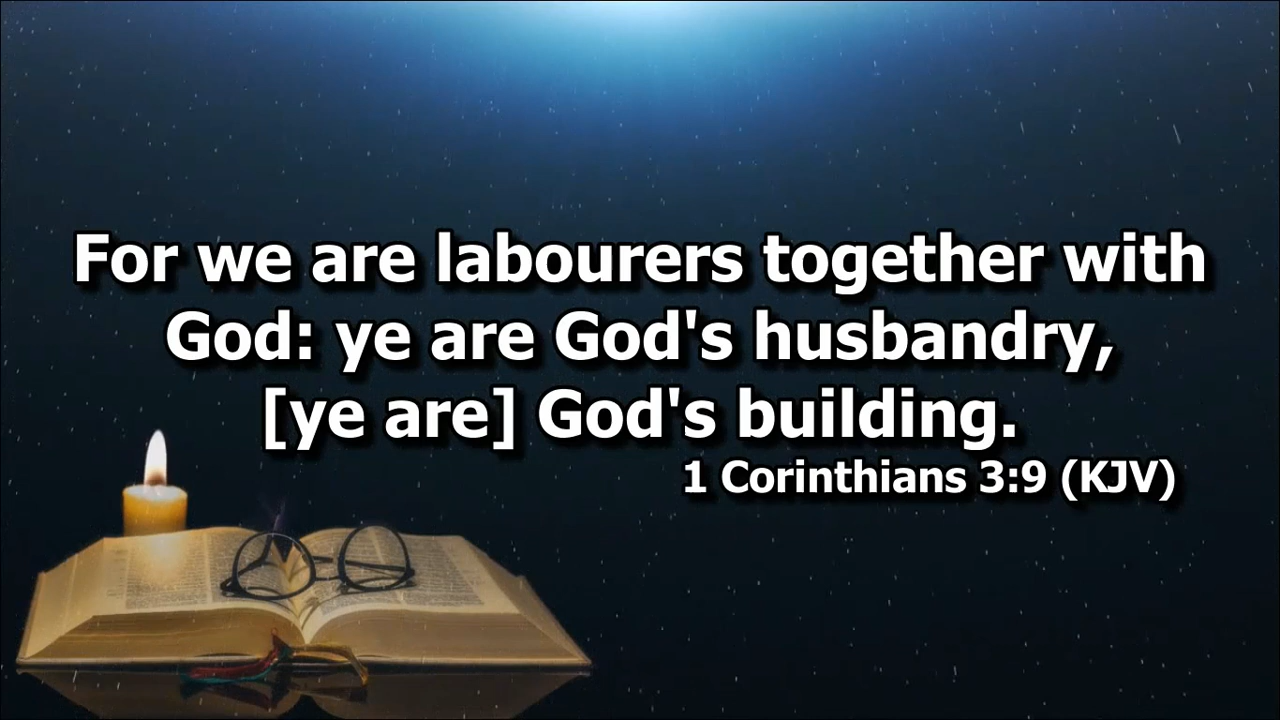 For we are labourers together with
God: ye are God's husbandry,
[ye are] God's building.
1 Corinthians 3:9 (KJV)